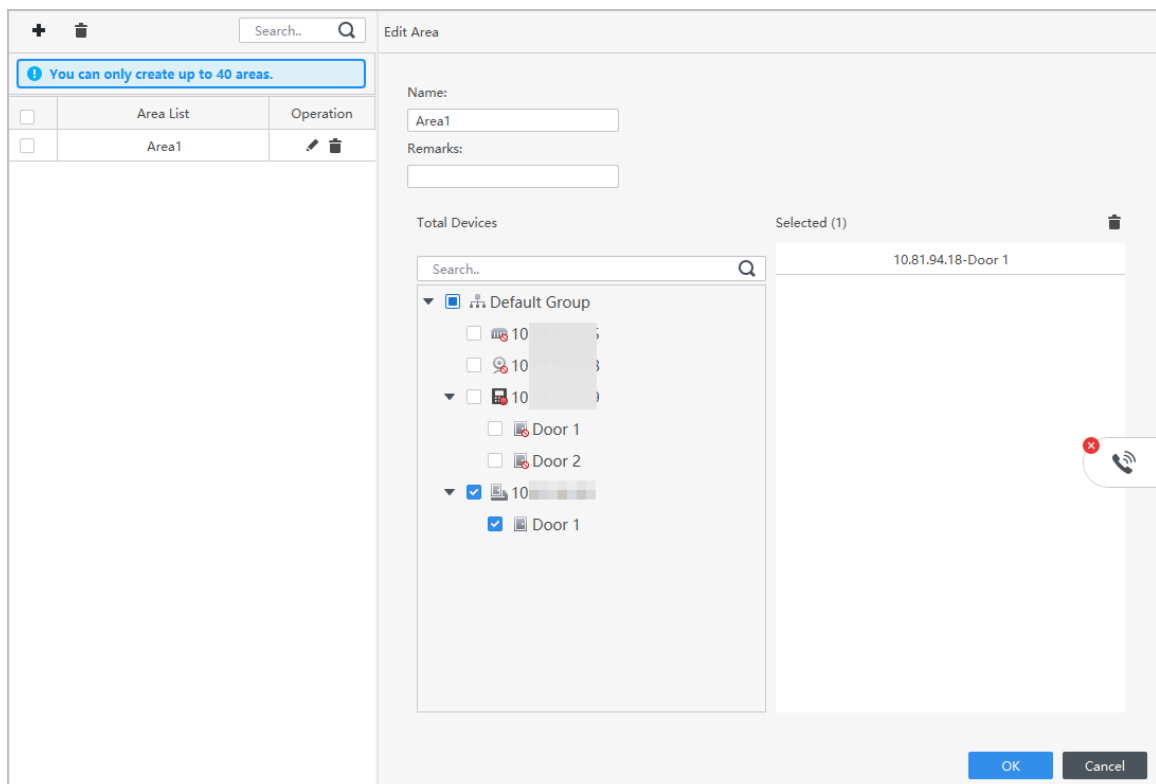 Search..
Edit Area
You can only create up to 40 areas.
Area List
Operation
Area1
Name:
Area1
Remarks:
Total Devices
Selected (1)
Search..
10.81.94.18-Door 1
Default Group
10
10
10
Door 1
Door 2
10
Door 1
OK
Cancel